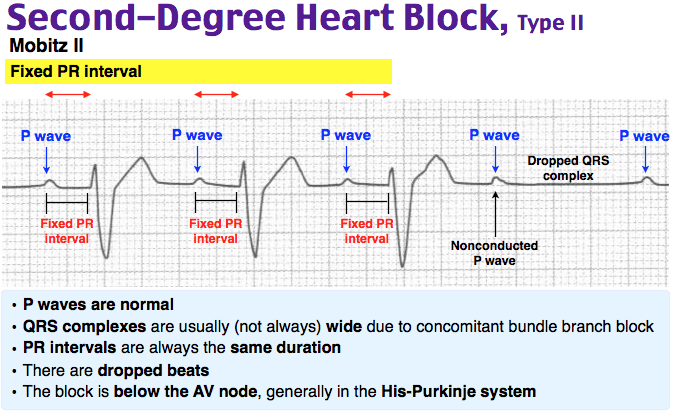 Second-Degree Heart Block, Type II
Mobitz II
Fixed PR interval
P wave P wave P wave P wave P wave
Dropped QRS
complex
Fixed PR
interval
Fixed PR
interval
Fixed PR
interval
Nonconducted
P wave
• P waves are normal
• QRS complexes are usually (not always) wide due to concomitant bundle branch block
• PR intervals are always the same duration
• There are dropped beats
• The block is below the AV node, generally in the His-Purkinje system